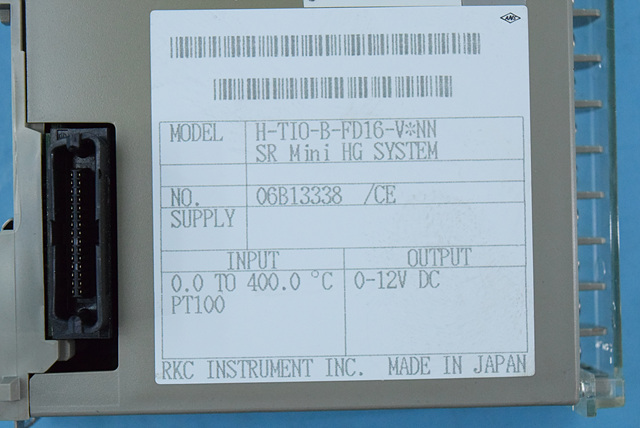 MODEL H-TIO-B-FD16-V*NN
SR Mini HG SYSTEM
NO. 06B13338 /CE
SUPPLY
INPUT OUTPUT
0.0 TO 400.0 °C 0-12V DC
PT100
RKC INSTRUMENT INC. MADE IN JAPAN